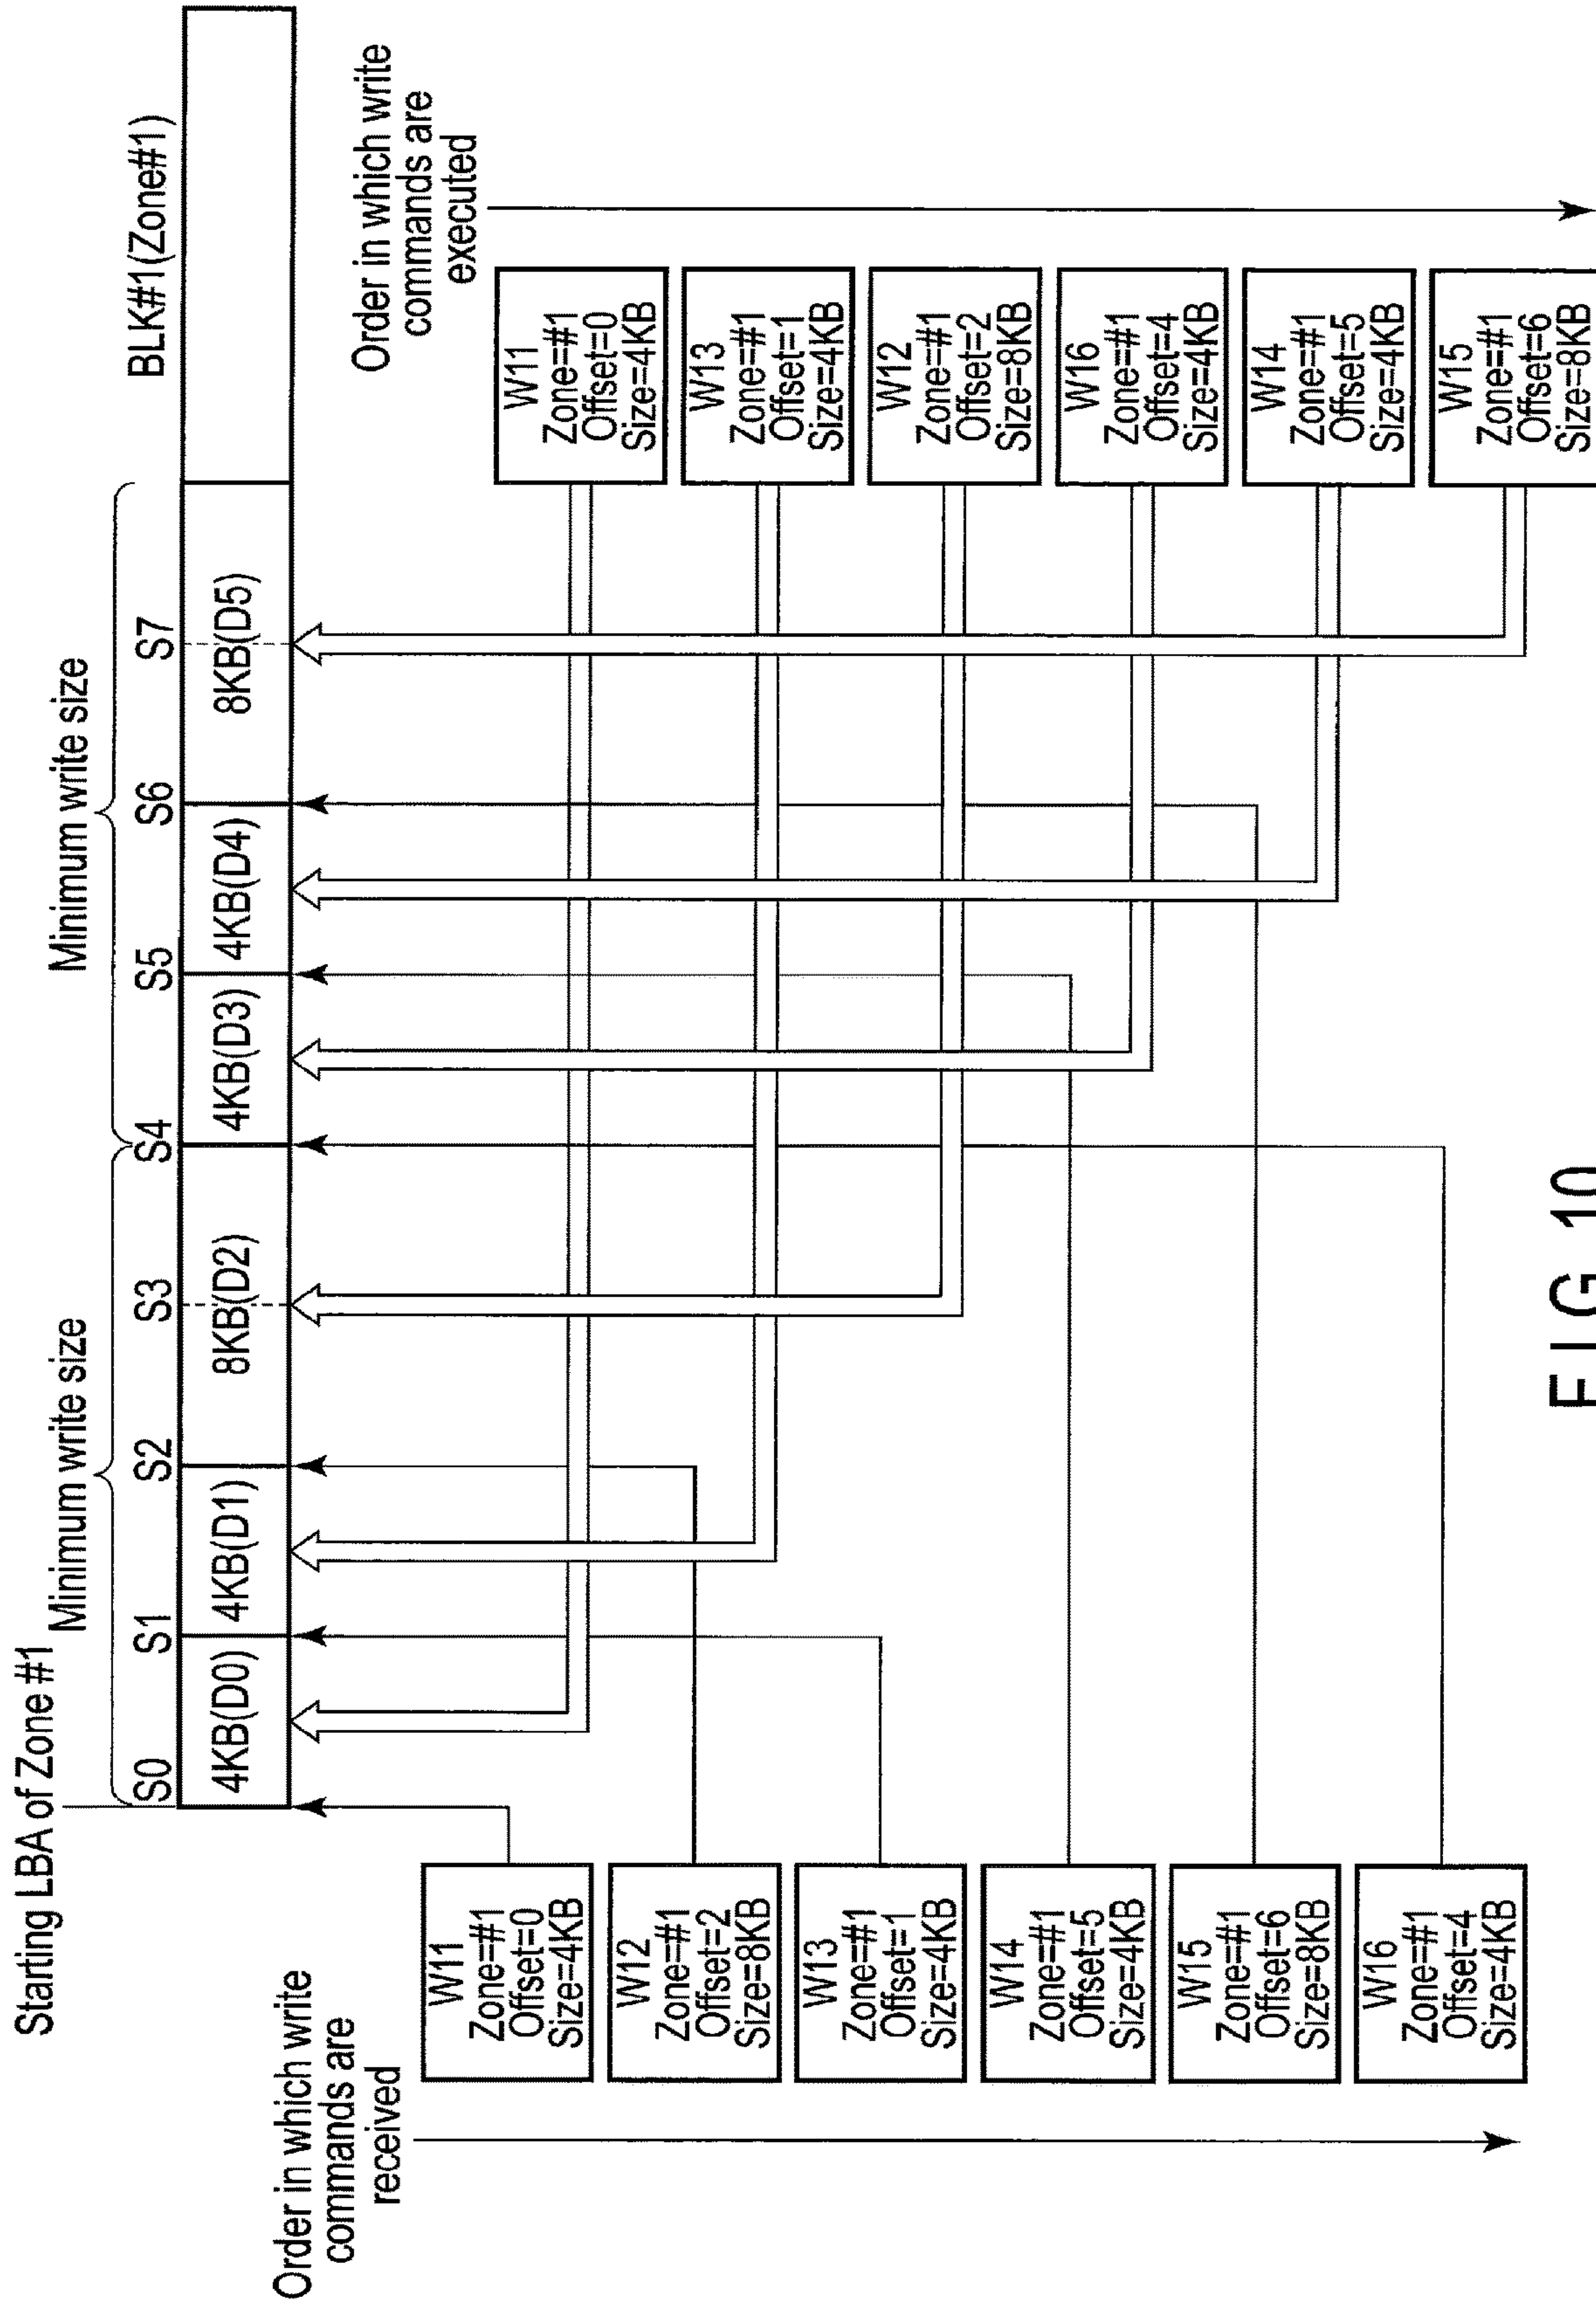 Starting LBA of Zone #1
Minimum write size
Minimum write size
S0
S1
S2
S3
S4
S5
S6
S7
BLK#1(Zone#1)
4KB(D0)
4KB(D1)
8KB(D2)
4KB(D3)
4KB(D4)
8KB(D5)
Order in which write
commands are
received
W11
Zone=#1
Offset=0
Size=4KB
W12
Zone=#1
Offset=2
Size=8KB
W13
Zone=#1
Offset=1
Size=4KB
W14
Zone=#1
Offset=5
Size=4KB
W15
Zone=#1
Offset=6
Size=8KB
W16
Zone=#1
Offset=4
Size=4KB
Order in which write
commands are
executed
W11
Zone=#1
Offset=0
Size=4KB
W13
Zone=#1
Offset=1
Size=4KB
W12
Zone=#1
Offset=2
Size=8KB
W16
Zone=#1
Offset=4
Size=4KB
W14
Zone=#1
Offset=5
Size=4KB
W15
Zone=#1
Offset=6
Size=8KB
FIG. 10